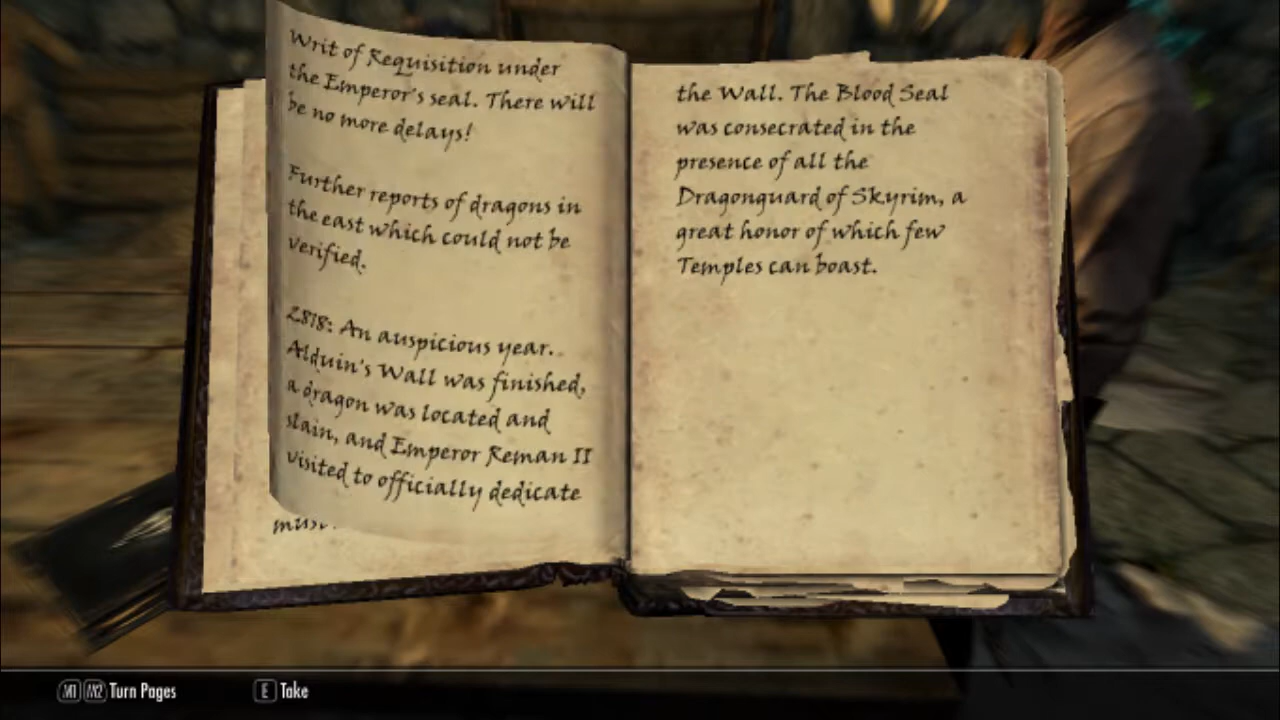 Writ of Requisition under
the Emperor's seal. There will
be no more delays!
Further reports of dragons in
the east which could not be
verified.
2818: An auspicious year.
Alduin's Wall was finished,
a dragon was located and
slain, and Emperor Reman II
visited to officially dedicate
the Wall. The Blood Seal
was consecrated in the
presence of all the
Dragonguard of Skyrim, a
great honor of which few
Temples can boast.
M1 M2 Turn Pages
E Take